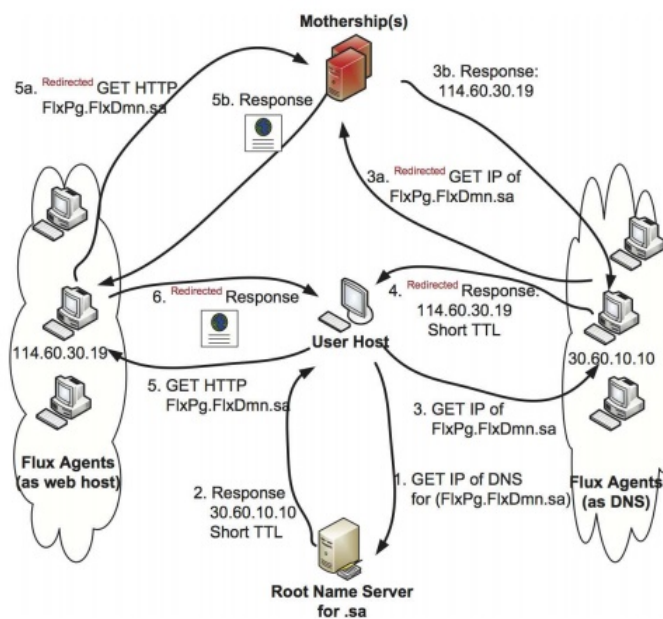 Mothership(s)
5a. Redirected GET HTTP
FlxPg.FlxDmn.sa
5b. Response
3b. Response:
114.60.30.19
3a. Redirected GET IP of
FlxPg.FlxDmn.sa
6. Redirected Response
4. Redirected Response:
114.60.30.19
Short TTL
User Host
114.60.30.19
30.60.10.10
5. GET HTTP
FlxPg.FlxDmn.sa
3. GET IP of
FlxPg.FlxDmn.sa
Flux Agents
(as web host)
2. Response
30.60.10.10
Short TTL
1. GET IP of DNS
for (FlxPg.FlxDmn.sa)
Flux Agents
(as DNS)
Root Name Server
for .sa